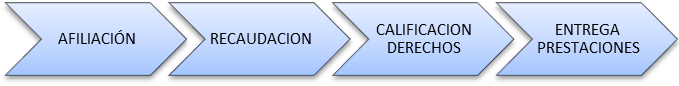 AFILIACIÓN
RECAUDACION
CALIFICACION
DERECHOS
ENTREGA
PRESTACIONES